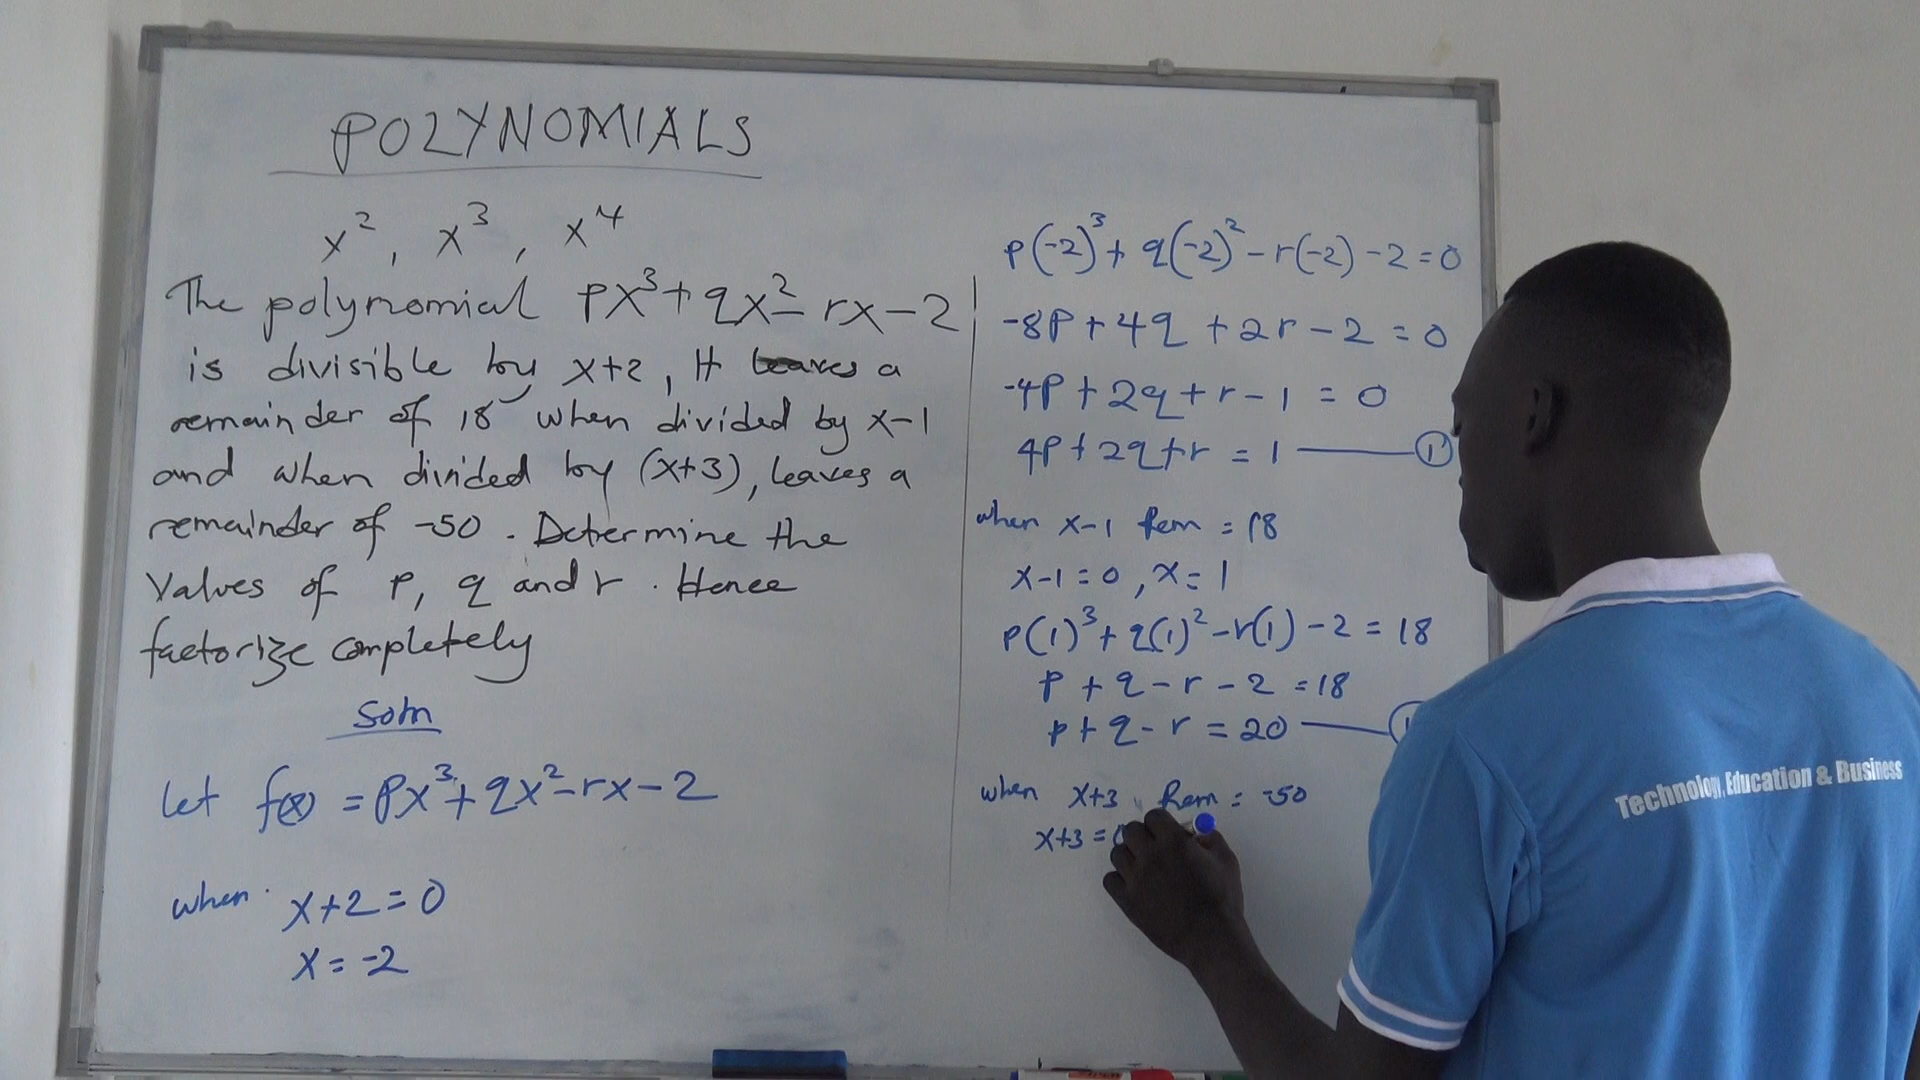 POLYNOMIALS
x², x³, x⁴
The polynomial px³+qx²-rx-2
is divisible by x+2, It leaves a
remainder of 18 when divided by x-1
and when divided by (x+3), leaves a
remainder of -50. Determine the
values of p, q and r. Hence
factorize completely
Soln
Let f(x) = px³+qx²-rx-2
when x+2=0
x=-2
p(-2)³+q(-2)²-r(-2)-2=0
-8p+4q+2r-2=0
-4p+2q+r-1=0
4p+2q+r=1
when x-1 Rem = 18
x-1=0, x=1
p(1)³+q(1)²-r(1)-2=18
p+q-r-2=18
p+q-r=20
when x+3, Rem = -50
x+3=0
Technology, Education & Business